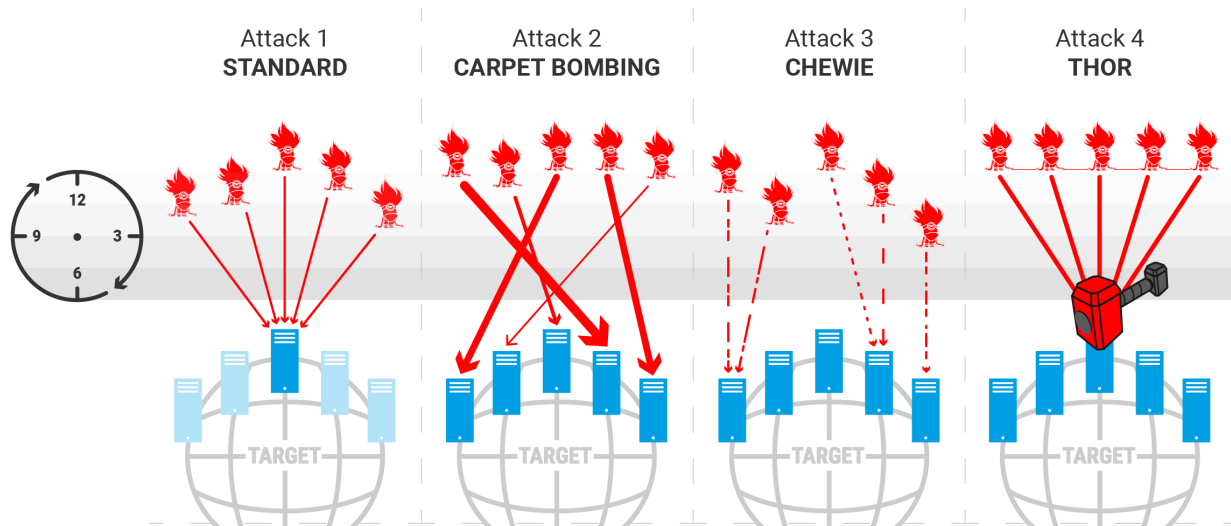 Attack 1
STANDARD
Attack 2
CARPET BOMBING
Attack 3
CHEWIE
Attack 4
THOR
12
9
3
6
TARGET
TARGET
TARGET
TARGET